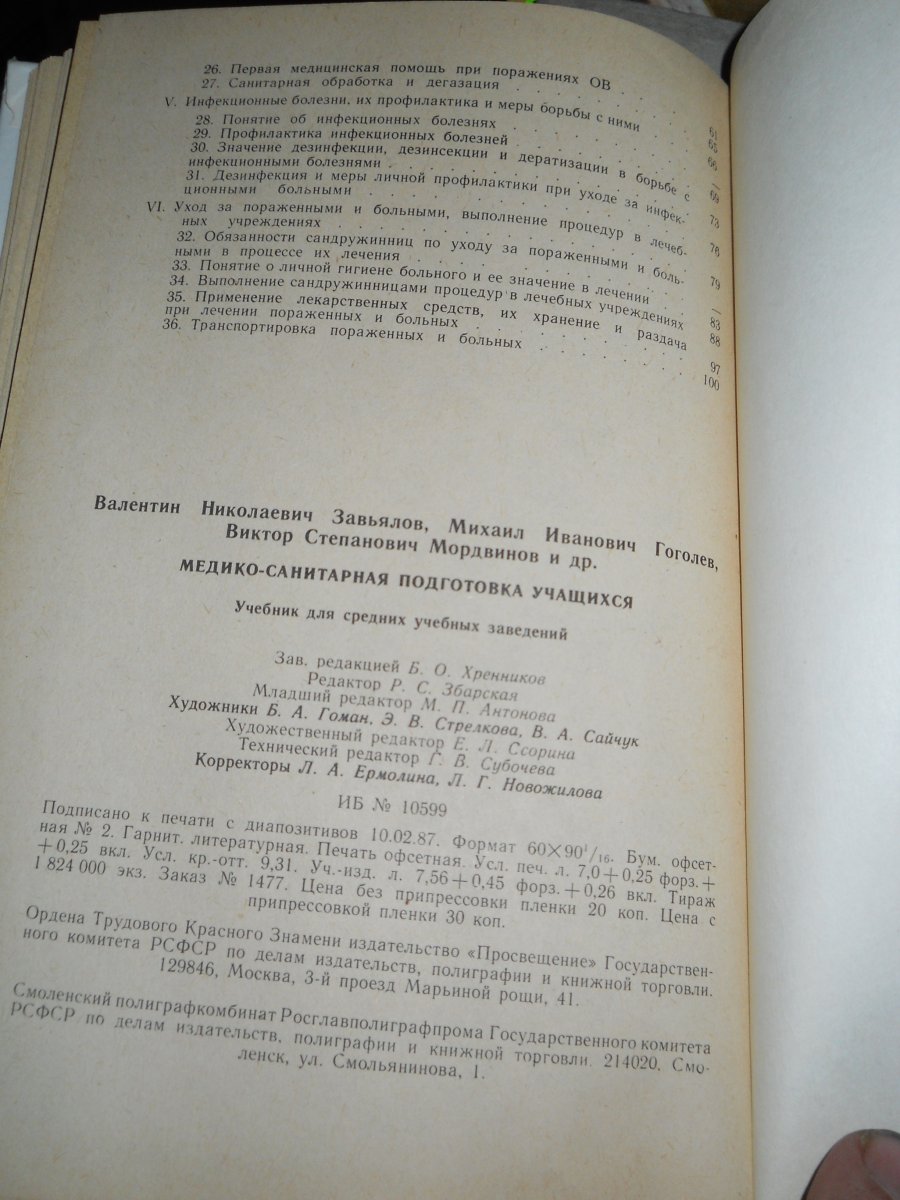 26. Первая медицинская помощь при поражениях ОВ . .
27. Санитарная обработка и дегазация . . . . . . . 61
V. Инфекционные болезни, их профилактика и меры борьбы с ними 65
28. Понятие об инфекционных болезнях . . . . . . . —
29. Профилактика инфекционных болезней . . . . . . . 66
30. Значение дезинфекции, дезинсекции и дератизации в борьбе с
инфекционными болезнями . . . . . . . 69
31. Дезинфекция и меры личной профилактики при уходе за инфек-
ционными больными . . . . . . . 73
VI. Уход за пораженными и больными, выполнение процедур в лечеб-
ных учреждениях . . . . . . . 78
32. Обязанности сандружинниц по уходу за пораженными и боль-
ными в процессе их лечения . . . . . . . 79
33. Понятие о личной гигиене больного и ее значение в лечении —
34. Выполнение сандружинницами процедур в лечебных учреждениях 83
35. Применение лекарственных средств, их хранение и раздача 88
при лечении пораженных и больных . . . . . . . 97
36. Транспортировка пораженных и больных . . . . . . . 100
Валентин Николаевич Завьялов, Михаил Иванович Гоголев,
Виктор Степанович Мордвинов и др.
МЕДИКО-САНИТАРНАЯ ПОДГОТОВКА УЧАЩИХСЯ
Учебник для средних учебных заведений
Зав. редакцией Б. О. Хренников
Редактор Р. С. Збарская
Младший редактор М. П. Антонова
Художники Б. А. Гоман, Э. В. Стрелкова, В. А. Сайчук
Художественный редактор Е. Л. Ссорина
Технический редактор Г. В. Субочева
Корректоры Л. А. Ермолина, Л. Г. Новожилова
ИБ № 10599
Подписано к печати с диапозитивов 10.02.87. Формат 60×90¹/₁₆. Бум. офсет-
ная № 2. Гарнит. литературная. Печать офсетная. Усл. печ. л. 7,0+0,25 форз.+
+0,25 вкл. Усл. кр.-отт. 9,31. Уч.-изд. л. 7,56+0,45 форз.+0,26 вкл. Тираж
1 824 000 экз. Заказ № 1477. Цена без припрессовки пленки 20 коп. Цена с
припрессовкой пленки 30 коп.
Ордена Трудового Красного Знамени издательство «Просвещение» Государствен-
ного комитета РСФСР по делам издательств, полиграфии и книжной торговли.
129846, Москва, 3-й проезд Марьиной рощи, 41.
Смоленский полиграфкомбинат Росглавполиграфпрома Государственного комитета
РСФСР по делам издательств, полиграфии и книжной торговли. 214020, Смо-
ленск, ул. Смольянинова, 1.